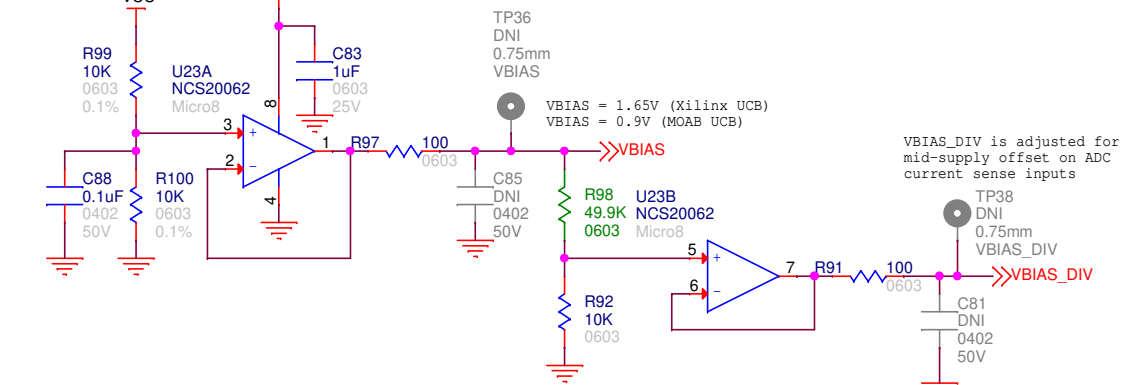 R99
10K
0603
0.1%
U23A
NCS20062
Micro8
8
3
+
2
−
1
4
C83
1uF
0603
25V
C88
0.1uF
0402
50V
R100
10K
0603
0.1%
R97
100
0603
TP36
DNI
0.75mm
VBIAS
VBIAS = 1.65V (Xilinx UCB)
VBIAS = 0.9V (MOAB UCB)
VBIAS
C85
DNI
0402
50V
R98
49.9K
0603
U23B
NCS20062
Micro8
5
+
6
−
7
R92
10K
0603
R91
100
0603
VBIAS_DIV is adjusted for
mid-supply offset on ADC
current sense inputs
TP38
DNI
0.75mm
VBIAS_DIV
VBIAS_DIV
C81
DNI
0402
50V